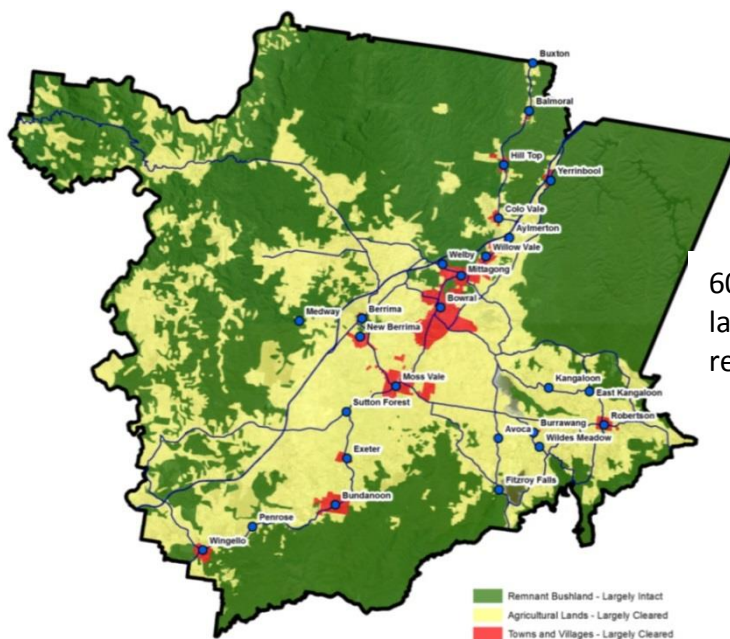 Buxton
Balmoral
Hill Top
Yerrinbool
Colo Vale
Aylmerton
Willow Vale
Welby
Mittagong
Bowral
Medway
Berrima
New Berrima
Moss Vale
Sutton Forest
Kangaloon
East Kangaloon
Robertson
Avoca
Burrawang
Wildes Meadow
Exeter
Fitzroy Falls
Bundanoon
Penrose
Wingello
60
la
re
Remnant Bushland - Largely Intact
Agricultural Lands - Largely Cleared
Towns and Villages - Largely Cleared